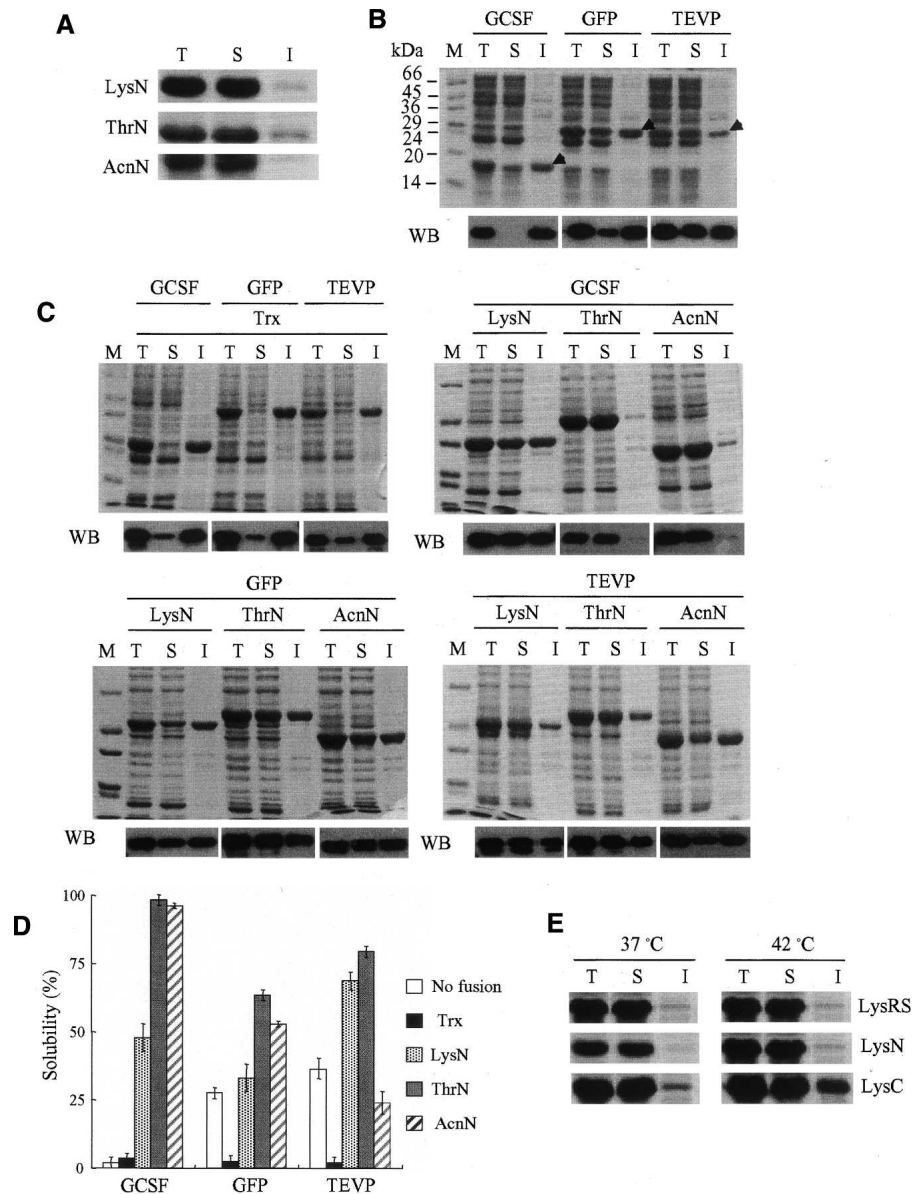 A
T S I
LysN
ThrN
AcnN
B
GCSF GFP TEVP
kDa M T S I T S I T S I
66
45
36
29
24
20
14
WB
C
GCSF GFP TEVP
Trx
M T S I T S I T S I
WB
GCSF
LysN ThrN AcnN
M T S I T S I T S I
WB
GFP
LysN ThrN AcnN
M T S I T S I T S I
WB
TEVP
LysN ThrN AcnN
M T S I T S I T S I
WB
D
Solubility (%)
100
75
50
25
0
GCSF GFP TEVP
No fusion
Trx
LysN
ThrN
AcnN
E
37 °C 42 °C
T S I T S I
LysRS
LysN
LysC